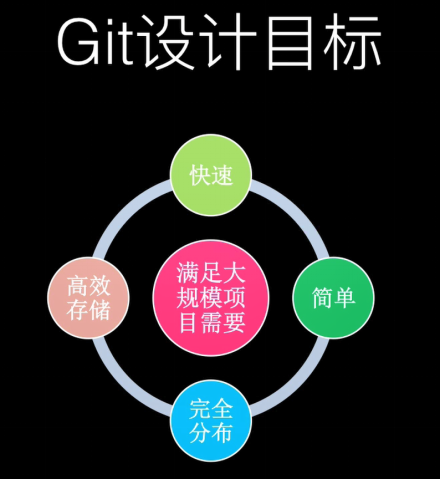 Git设计目标
快速
高效
存储
满足大
规模项
目需要
简单
完全
分布